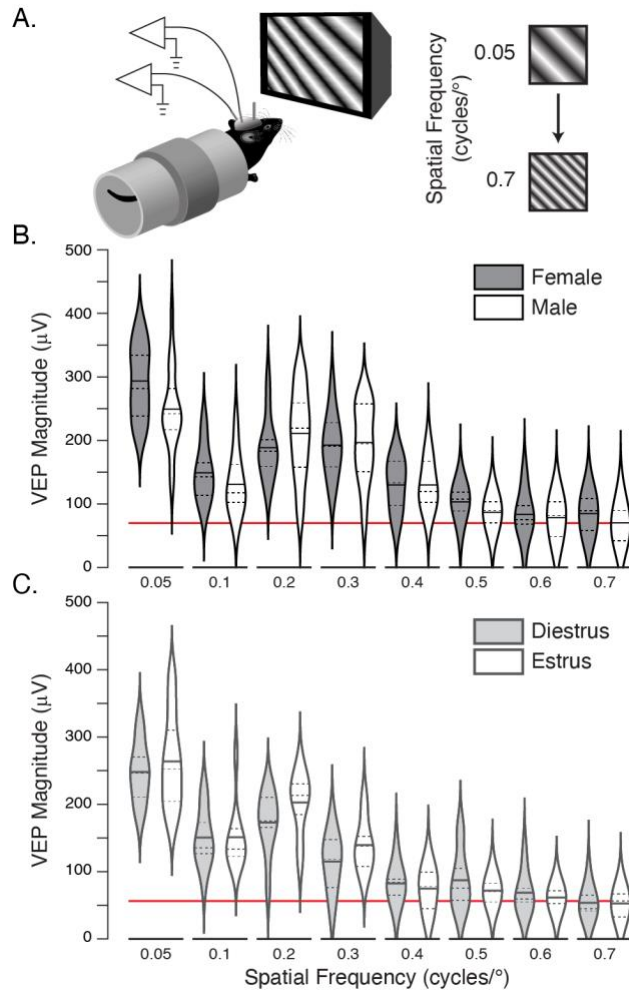 A.
Spatial Frequency
(cycles/°)
0.05
0.7
B.
500
400
300
200
100
0
VEP Magnitude (μV)
Female
Male
0.05 0.1 0.2 0.3 0.4 0.5 0.6 0.7
C.
500
400
300
200
100
0
VEP Magnitude (μV)
Diestrus
Estrus
0.05 0.1 0.2 0.3 0.4 0.5 0.6 0.7
Spatial Frequency (cycles/°)